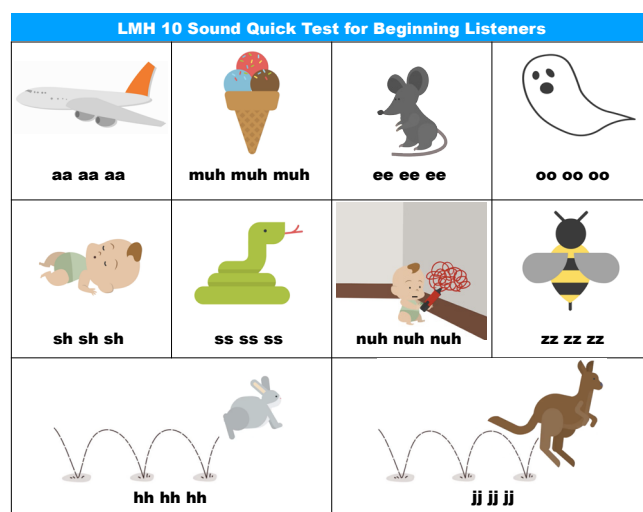 LMH 10 Sound Quick Test for Beginning Listeners
aa aa aa
muh muh muh
ee ee ee
oo oo oo
sh sh sh
ss ss ss
nuh nuh nuh
zz zz zz
hh hh hh
jj jj jj